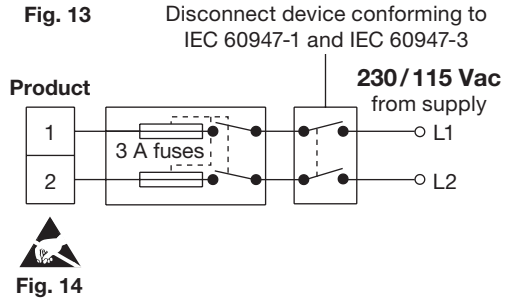 Fig. 13
Disconnect device conforming to
IEC 60947-1 and IEC 60947-3
230/115 Vac
from supply
Product
1
3 A fuses
2
L1
L2
Fig. 14